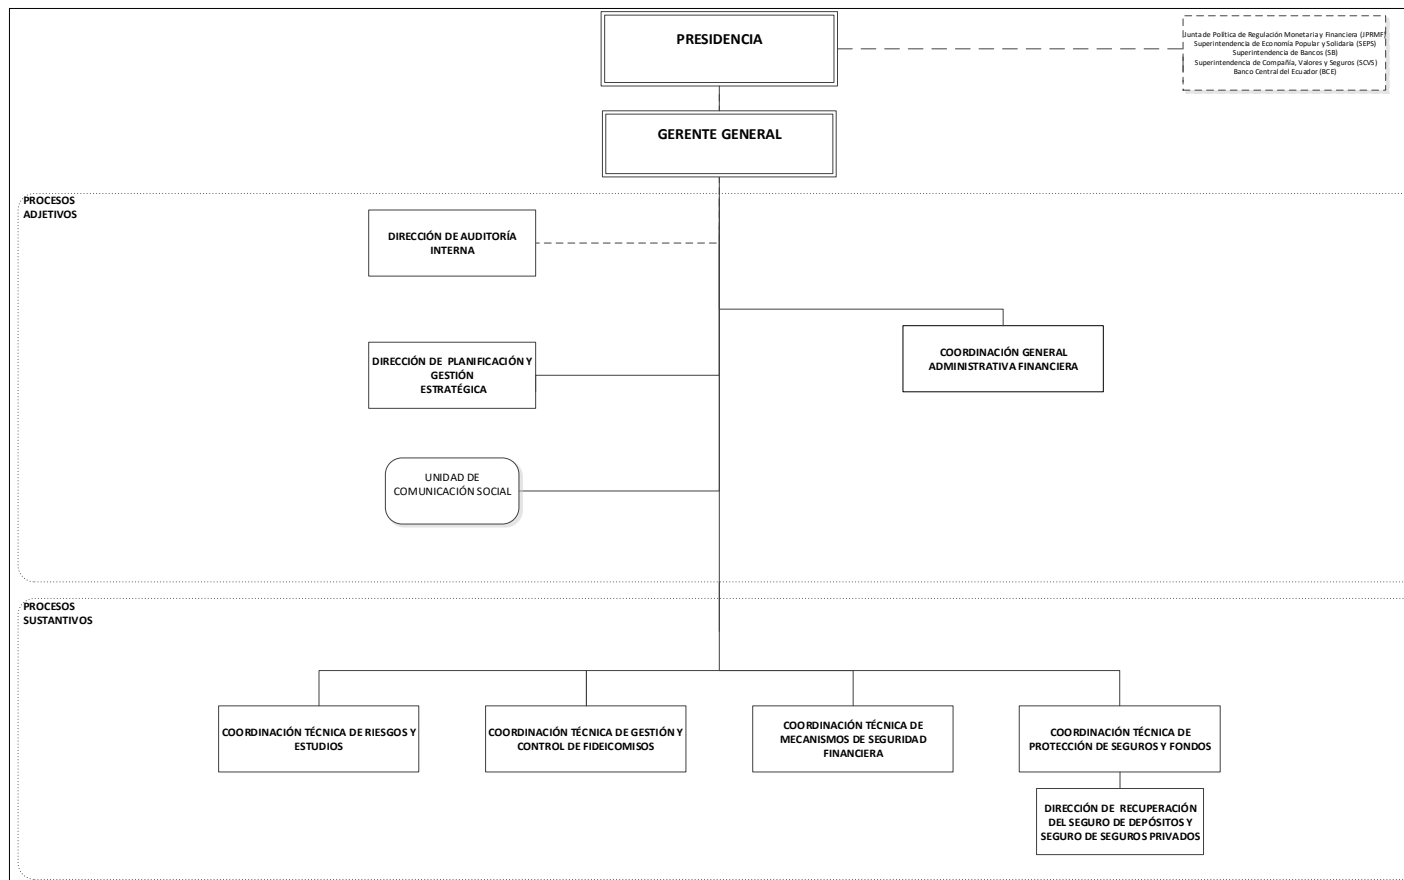 PRESIDENCIA
Junta de Política de Regulación Monetaria y Financiera (JPRMF)
Superintendencia de Economía Popular y Solidaria (SEPS)
Superintendencia de Bancos (SB)
Superintendencia de Compañía, Valores y Seguros (SCVS)
Banco Central del Ecuador (BCE)
GERENTE GENERAL
PROCESOS
ADJETIVOS
DIRECCIÓN DE AUDITORÍA
INTERNA
COORDINACIÓN GENERAL
ADMINISTRATIVA FINANCIERA
DIRECCIÓN DE PLANIFICACIÓN Y
GESTIÓN
ESTRATÉGICA
UNIDAD DE
COMUNICACIÓN SOCIAL
PROCESOS
SUSTANTIVOS
COORDINACIÓN TÉCNICA DE RIESGOS Y
ESTUDIOS
COORDINACIÓN TÉCNICA DE GESTIÓN Y
CONTROL DE FIDEICOMISOS
COORDINACIÓN TÉCNICA DE
MECANISMOS DE SEGURIDAD
FINANCIERA
COORDINACIÓN TÉCNICA DE
PROTECCIÓN DE SEGUROS Y FONDOS
DIRECCIÓN DE RECUPERACIÓN
DEL SEGURO DE DEPÓSITOS Y
SEGURO DE SEGUROS PRIVADOS